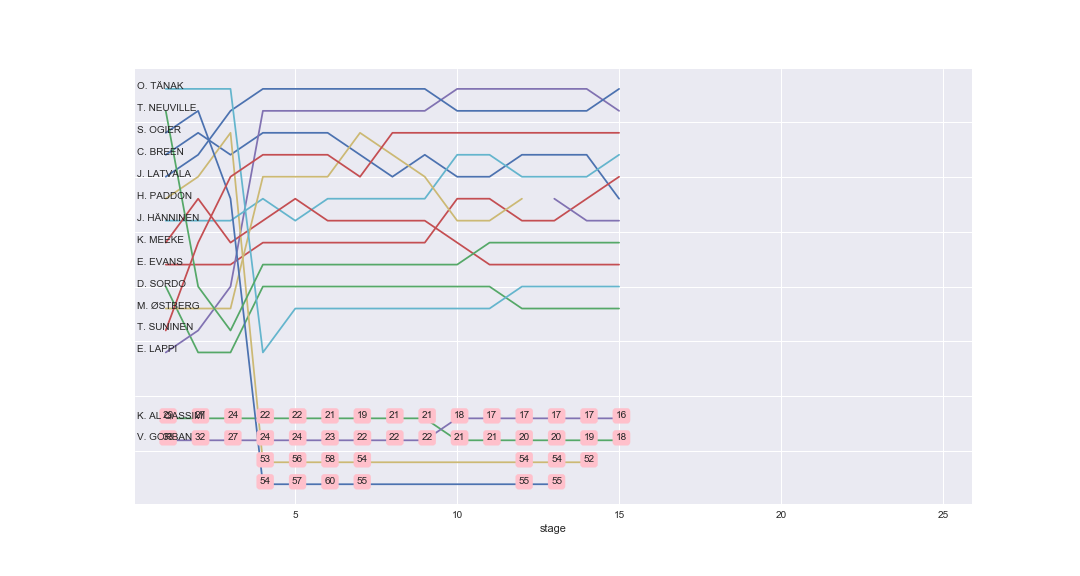 O. TÄNAK
T. NEUVILLE
S. OGIER
C. BREEN
J. LATVALA
H. PADDON
J. HÄNNINEN
K. MEEKE
E. EVANS
D. SORDO
M. ØSTBERG
T. SUNINEN
E. LAPPI
K. AL QASSIMI 24 22 22 21 19 21 21 18 17 17 17 17 16
V. GORBAN 32 27 24 24 23 22 22 22 21 21 20 20 19 18
53 56 58 54 54 54 52
54 57 60 55 55 55
5 10 15 20 25
stage